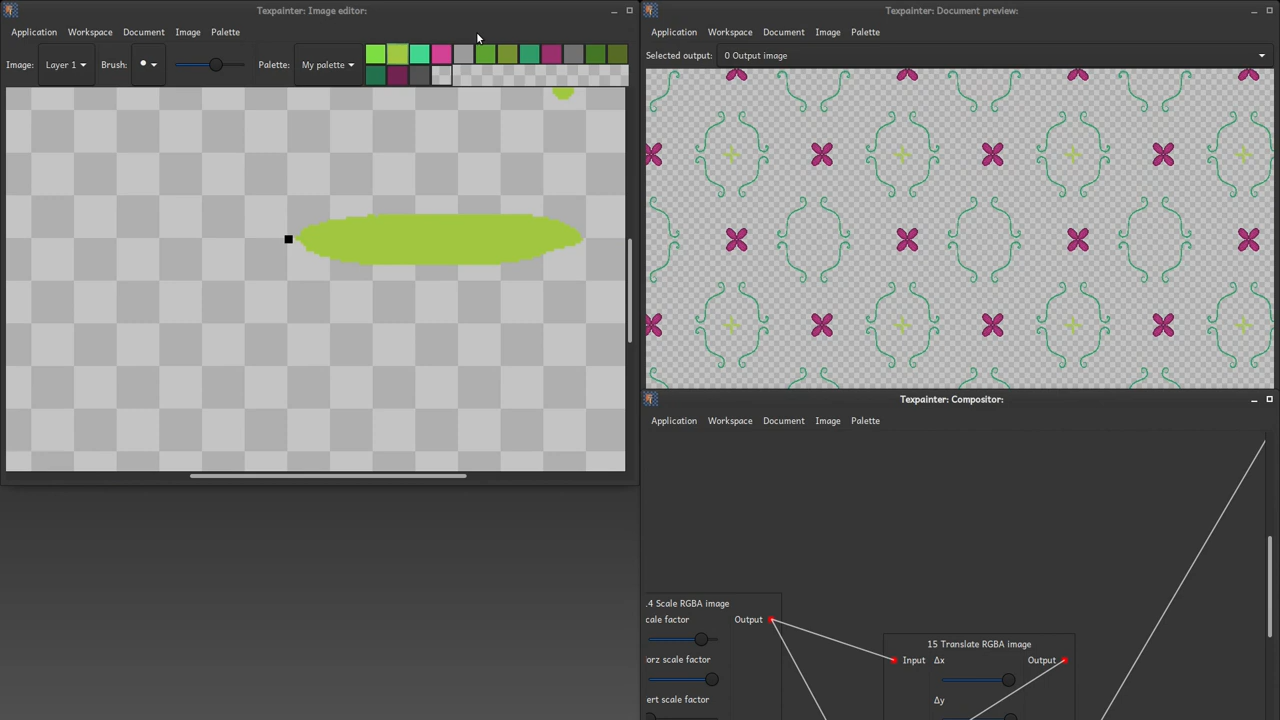 Texpainter: Image editor:
Application Workspace Document Image Palette
Image: Layer 1 Brush: Palette: My palette
Texpainter: Document preview:
Application Workspace Document Image Palette
Selected output: 0 Output image
Texpainter: Compositor:
Application Workspace Document Image Palette
.4 Scale RGBA image
cale factor Output
orz scale factor
ert scale factor
15 Translate RGBA image
Input Δx Output
Δy